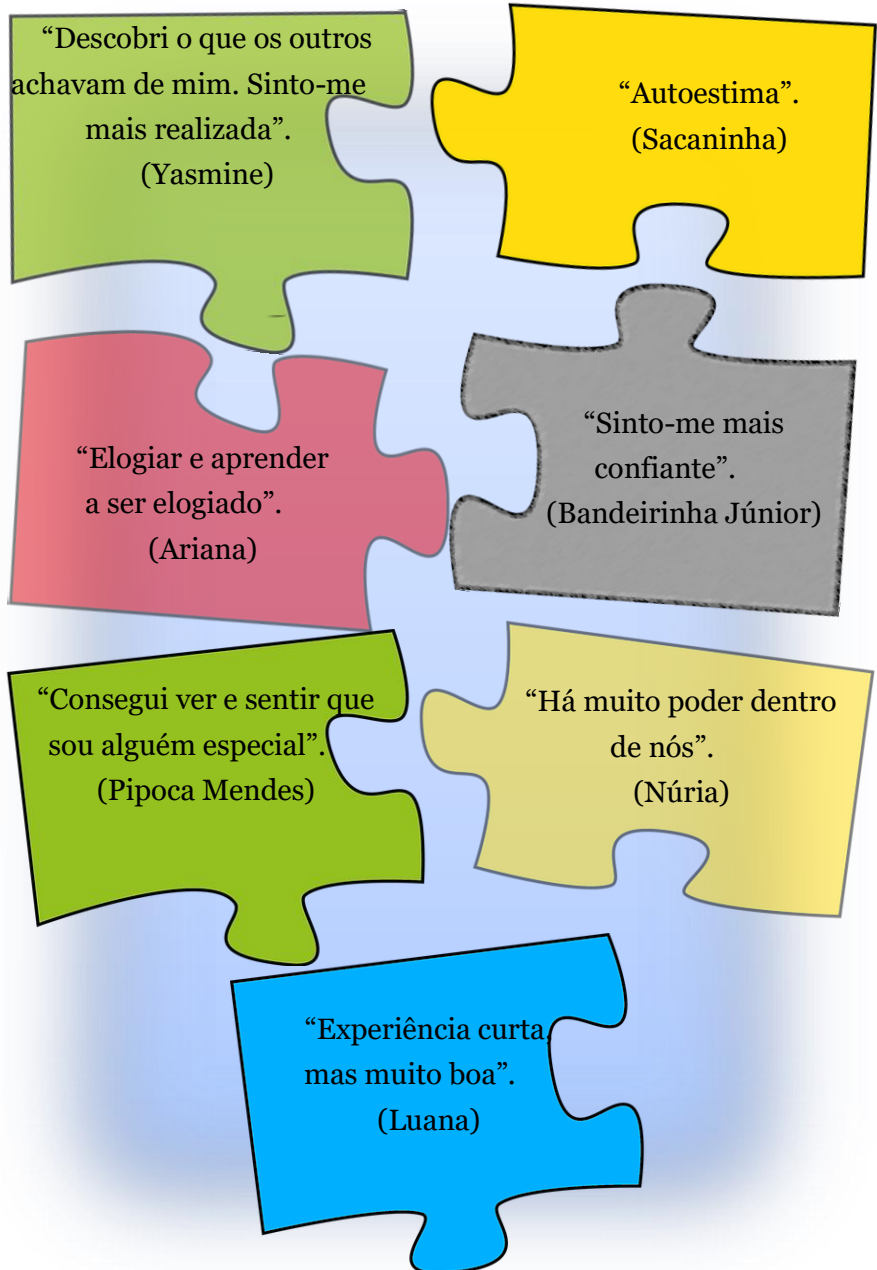 “Descobri o que os outros
achavam de mim. Sinto-me
mais realizada”.
(Yasmine)
“Autoestima”.
(Sacaninha)
“Elogiar e aprender
a ser elogiado”.
(Ariana)
“Sinto-me mais
confiante”.
(Bandeirinha Júnior)
“Consegui ver e sentir que
sou alguém especial”.
(Pipoca Mendes)
“Há muito poder dentro
de nós”.
(Núria)
“Experiência curta,
mas muito boa”.
(Luana)